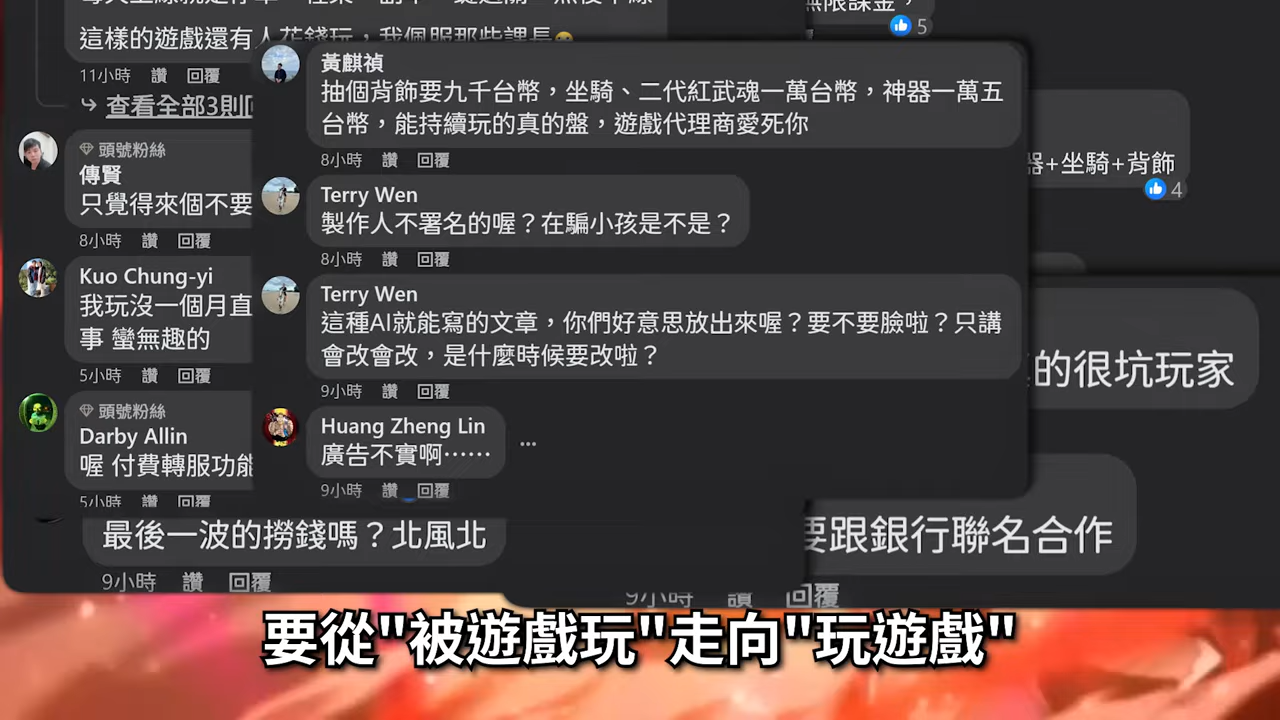 這樣的遊戲還有人花錢玩，我佩服那些課長
11小時 讚 回覆
查看全部3則回
頭號粉絲
傳賢
只覺得來個不要
8小時 讚 回覆
Kuo Chung-yi
我玩沒一個月直
事 蠻無趣的
5小時 讚 回覆
頭號粉絲
Darby Allin
喔 付費轉服功能
5小時 讚 回覆
最後一波的撈錢嗎？北風北
9小時 讚 回覆
黃麒禎
抽個背飾要九千台幣，坐騎、二代紅武魂一萬台幣，神器一萬五
台幣，能持續玩的真的盤，遊戲代理商愛死你
8小時 讚 回覆
Terry Wen
製作人不署名的喔？在騙小孩是不是？
8小時 讚 回覆
Terry Wen
這種AI就能寫的文章，你們好意思放出來喔？要不要臉啦？只講
會改會改，是什麼時候要改啦？
9小時 讚 回覆
Huang Zheng Lin
廣告不實啊……
9小時 讚 回覆
無限課金，
5
器+坐騎+背飾
4
的很坑玩家
要跟銀行聯名合作
9小時 讚 回覆
要從"被遊戲玩"走向"玩遊戲"